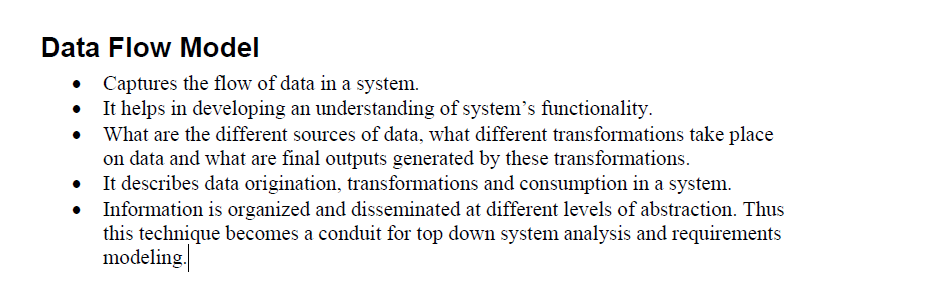 Data Flow Model
• Captures the flow of data in a system.
• It helps in developing an understanding of system’s functionality.
• What are the different sources of data, what different transformations take place
on data and what are final outputs generated by these transformations.
• It describes data origination, transformations and consumption in a system.
• Information is organized and disseminated at different levels of abstraction. Thus
this technique becomes a conduit for top down system analysis and requirements
modeling.